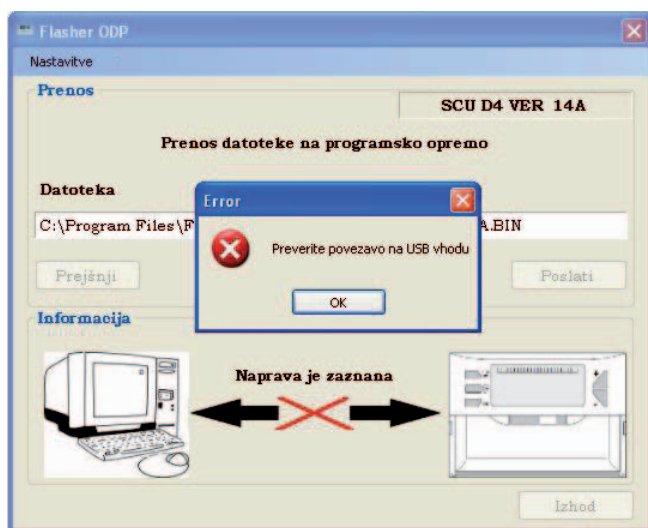 Flasher ODP
Nastavitve
Prenos
SCU D4 VER 14A
Prenos datoteke na programsko opremo
Datoteka
C:\Program Files\F
A.BIN
Error
Preverite povezavo na USB vhodu
OK
Prejšnji
Poslati
Informacija
Naprava je zaznana
Izhod